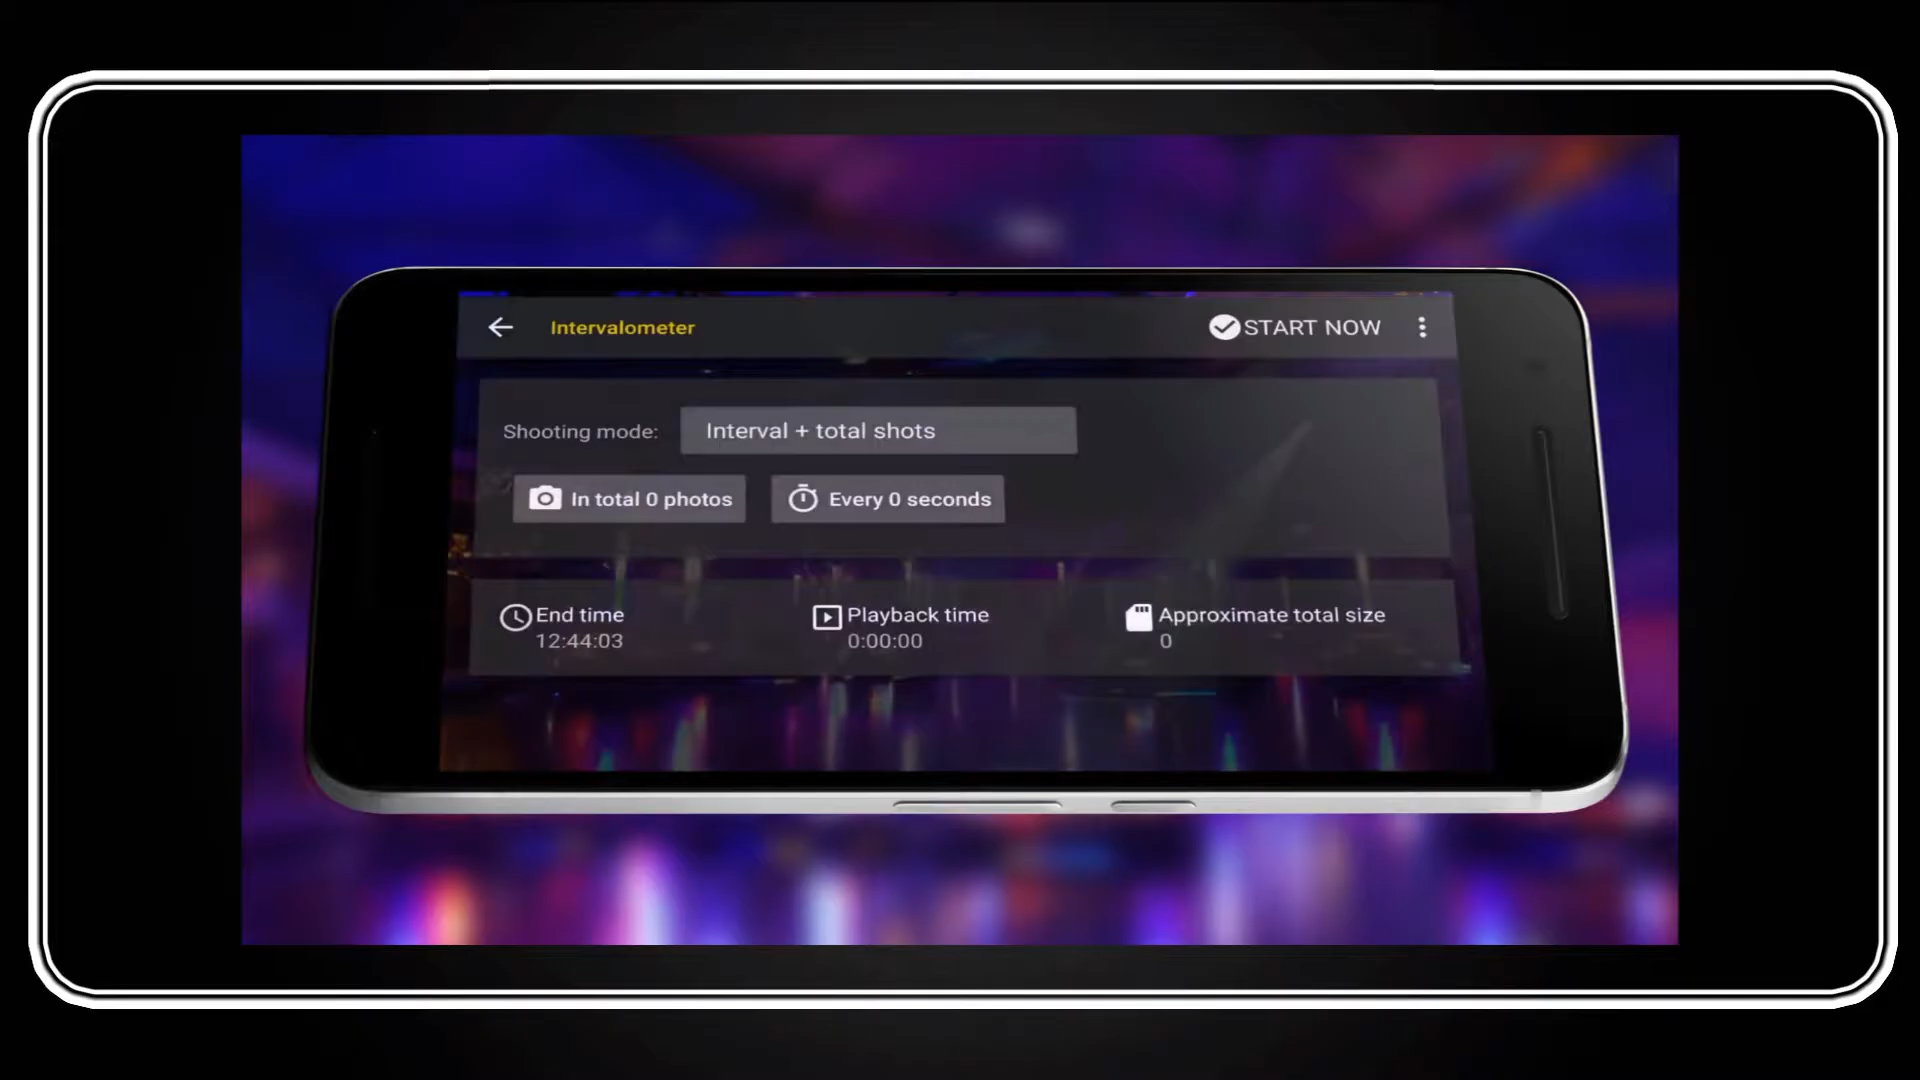 Intervalometer
START NOW
Shooting mode:
Interval + total shots
In total 0 photos
Every 0 seconds
End time
12:44:03
Playback time
0:00:00
Approximate total size
0